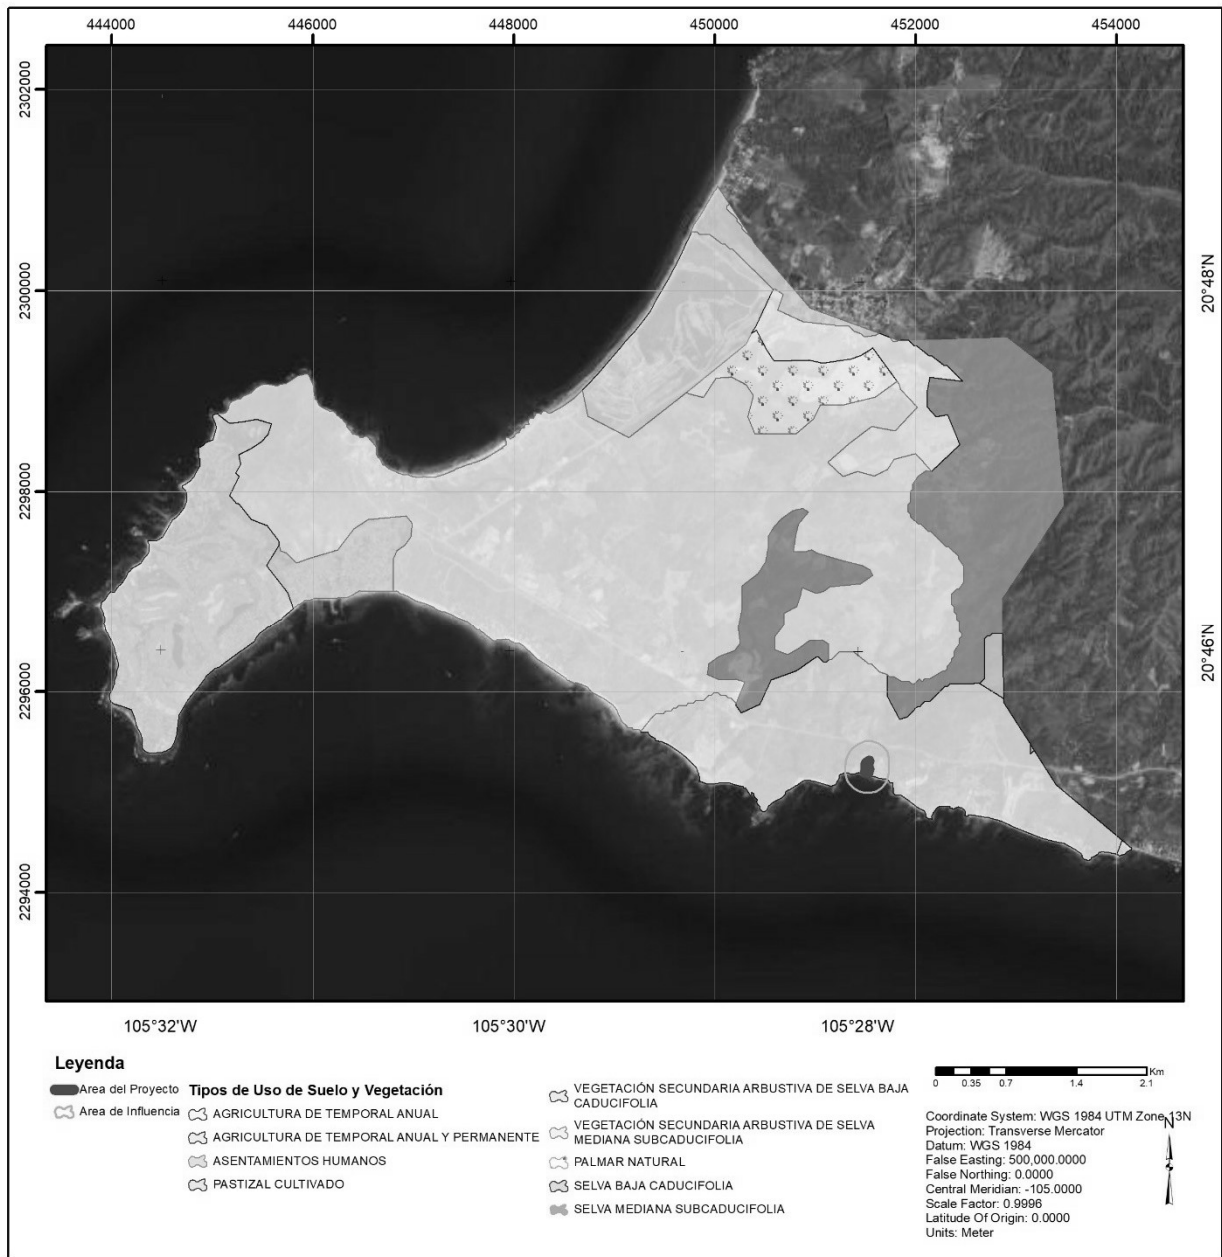 444000
446000
448000
450000
452000
454000
2302000
2300000
2298000
2296000
2294000
20°48'N
20°46'N
105°32'W
105°30'W
105°28'W
Leyenda
Area del Proyecto
Area de Influencia
Tipos de Uso de Suelo y Vegetación
AGRICULTURA DE TEMPORAL ANUAL
AGRICULTURA DE TEMPORAL ANUAL Y PERMANENTE
ASENTAMIENTOS HUMANOS
PASTIZAL CULTIVADO
VEGETACIÓN SECUNDARIA ARBUSTIVA DE SELVA BAJA
CADUCIFOLIA
VEGETACIÓN SECUNDARIA ARBUSTIVA DE SELVA
MEDIANA SUBCADUCIFOLIA
PALMAR NATURAL
SELVA BAJA CADUCIFOLIA
SELVA MEDIANA SUBCADUCIFOLIA
Km
0 0.35 0.7 1.4 2.1
Coordinate System: WGS 1984 UTM Zone 13N
Projection: Transverse Mercator
Datum: WGS 1984
False Easting: 500,000.0000
False Northing: 0.0000
Central Meridian: -105.0000
Scale Factor: 0.9996
Latitude Of Origin: 0.0000
Units: Meter
N